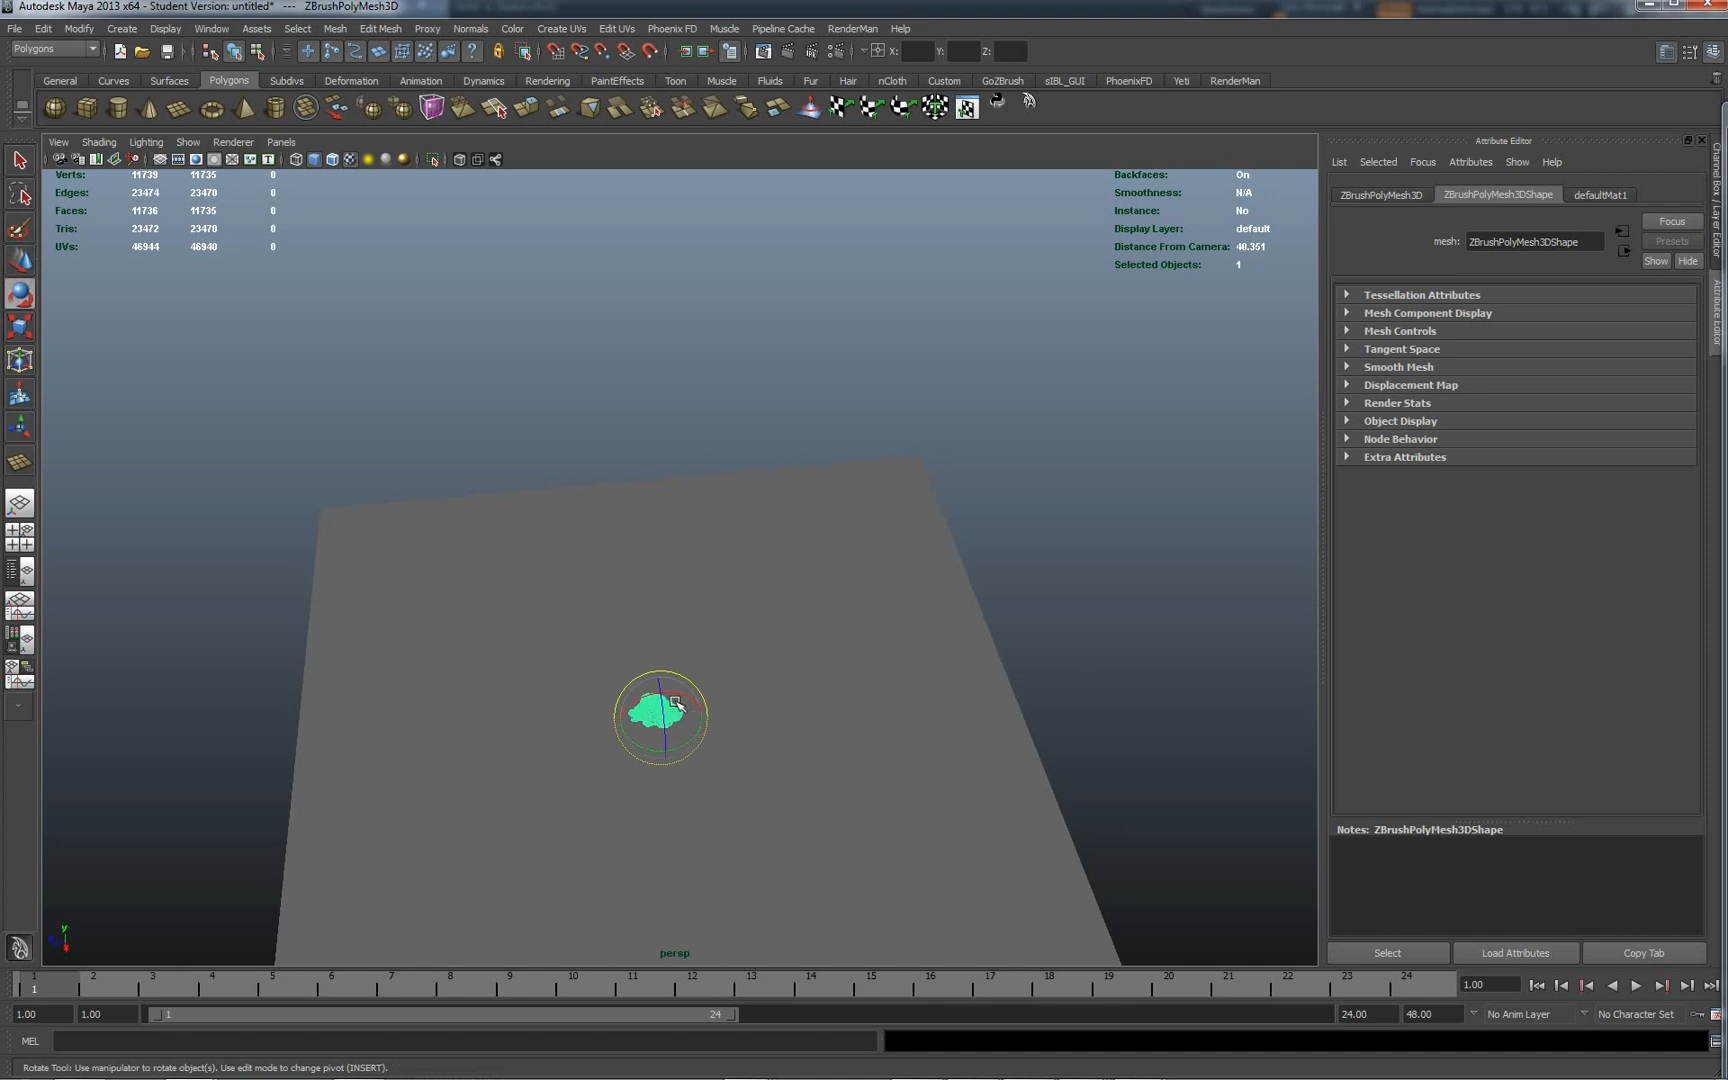 Autodesk Maya 2013 x64 - Student Version: untitled* --- ZBrushPolyMesh3D
File Edit Modify Create Display Window Assets Select Mesh Edit Mesh Proxy Normals Color Create UVs Edit UVs Phoenix FD Muscle Pipeline Cache RenderMan Help
Polygons X: Y: Z:
General Curves Surfaces Polygons Subdivs Deformation Animation Dynamics Rendering PaintEffects Toon Muscle Fluids Fur Hair nCloth Custom GoZBrush sIBL_GUI PhoenixFD Yeti RenderMan
View Shading Lighting Show Renderer Panels
Verts: 11739 11735 0
Edges: 23474 23470 0
Faces: 11736 11735 0
Tris: 23472 23470 0
UVs: 46944 46940 0
Backfaces: On
Smoothness: N/A
Instance: No
Display Layer: default
Distance From Camera: 40.351
Selected Objects: 1
y
x
persp
Attribute Editor
List Selected Focus Attributes Show Help
ZBrushPolyMesh3D ZBrushPolyMesh3DShape defaultMat1
Focus
mesh: ZBrushPolyMesh3DShape Presets
Show Hide
Tessellation Attributes
Mesh Component Display
Mesh Controls
Tangent Space
Smooth Mesh
Displacement Map
Render Stats
Object Display
Node Behavior
Extra Attributes
Notes: ZBrushPolyMesh3DShape
Select Load Attributes Copy Tab
Channel Box / Layer Editor
Attribute Editor
1 2 3 4 5 6 7 8 9 10 11 12 13 14 15 16 17 18 19 20 21 22 23 24
1 1.00
1.00 1.00 1 24 24.00 48.00 No Anim Layer No Character Set
MEL
Rotate Tool: Use manipulator to rotate object(s). Use edit mode to change pivot (INSERT).